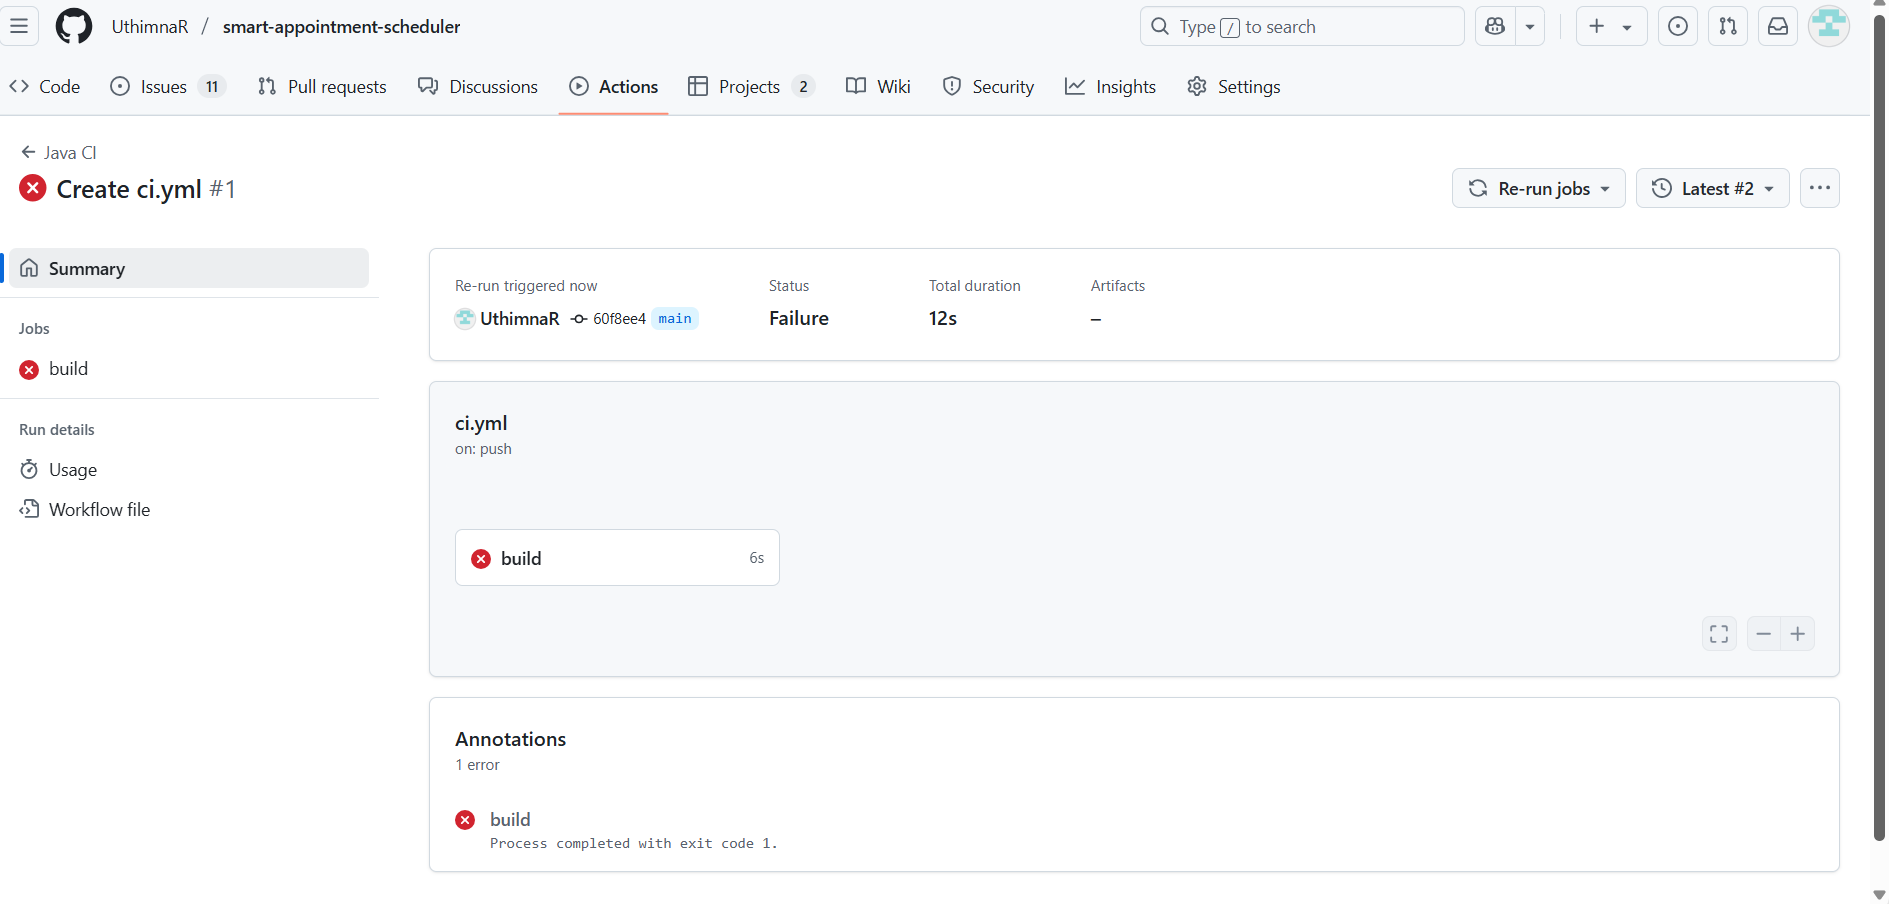 UthimnaR / smart-appointment-scheduler
Type / to search
Code
Issues 11
Pull requests
Discussions
Actions
Projects 2
Wiki
Security
Insights
Settings
Java CI
Create ci.yml #1
Re-run jobs
Latest #2
Summary
Jobs
build
Run details
Usage
Workflow file
Re-run triggered now
UthimnaR 60f8ee4 main
Status
Failure
Total duration
12s
Artifacts
–
ci.yml
on: push
build 6s
Annotations
1 error
build
Process completed with exit code 1.